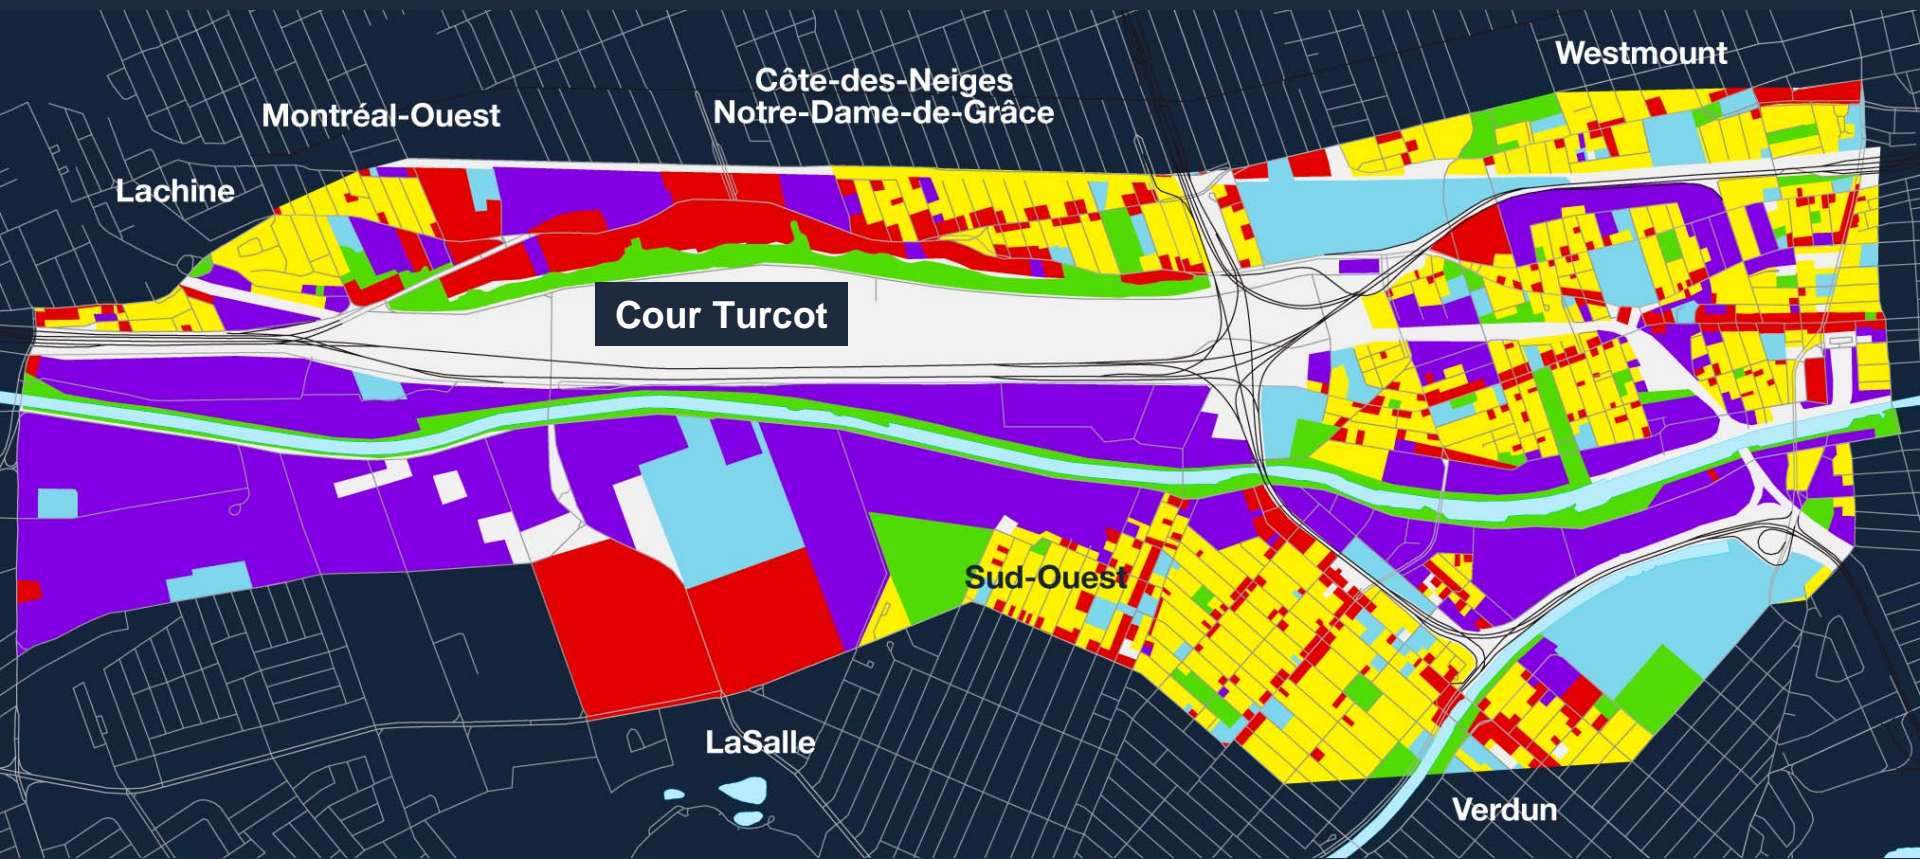 Westmount
Côte-des-Neiges
Notre-Dame-de-Grâce
Montréal-Ouest
Lachine
Cour Turcot
Sud-Ouest
LaSalle
Verdun